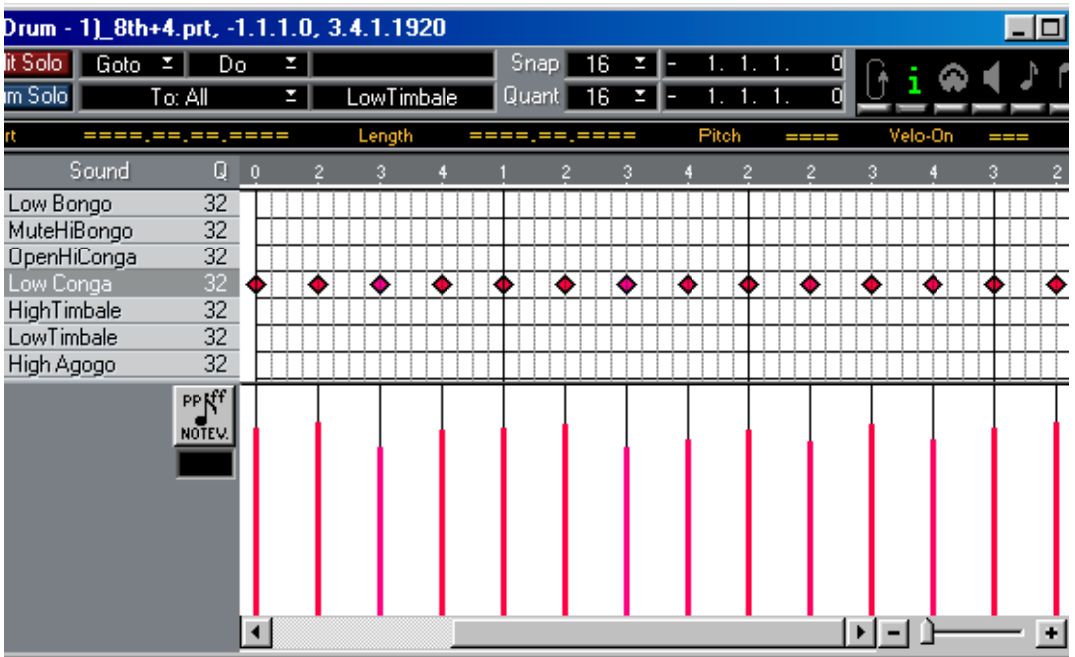 Drum - 1]_8th+4.prt, -1.1.1.0, 3.4.1.1920
it Solo Goto Do Snap 16 - 1. 1. 1. 0
m Solo To: All LowTimbale Quant 16 - 1. 1. 1. 0
rt ====.==.==.==== Length ====.==.==== Pitch ==== Velo-On ===
Sound Q 0 2 3 4 1 2 3 4 2 2 3 4 3 2
Low Bongo 32
MuteHiBongo 32
OpenHiConga 32
Low Conga 32
HighTimbale 32
LowTimbale 32
High Agogo 32
PP ff
NOTEV.